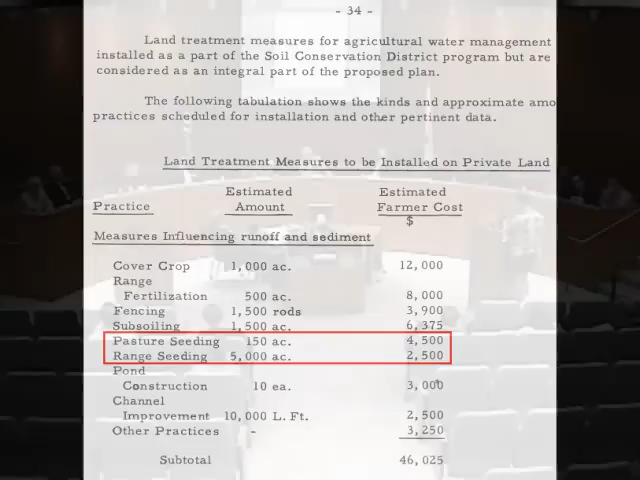 - 34 -
Land treatment measures for agricultural water management
installed as a part of the Soil Conservation District program but are
considered as an integral part of the proposed plan.
The following tabulation shows the kinds and approximate amo
practices scheduled for installation and other pertinent data.
Land Treatment Measures to be Installed on Private Land
Estimated Estimated
Practice Amount Farmer Cost
$
Measures Influencing runoff and sediment
Cover Crop 1,000 ac. 12,000
Range
Fertilization 500 ac. 8,000
Fencing 1,500 rods 3,900
Subsoiling 1,500 ac. 6,375
Pasture Seeding 150 ac. 4,500
Range Seeding 5,000 ac. 2,500
Pond
Construction 10 ea. 3,000
Channel
Improvement 10,000 L. Ft. 2,500
Other Practices - 3,250
Subtotal 46,025